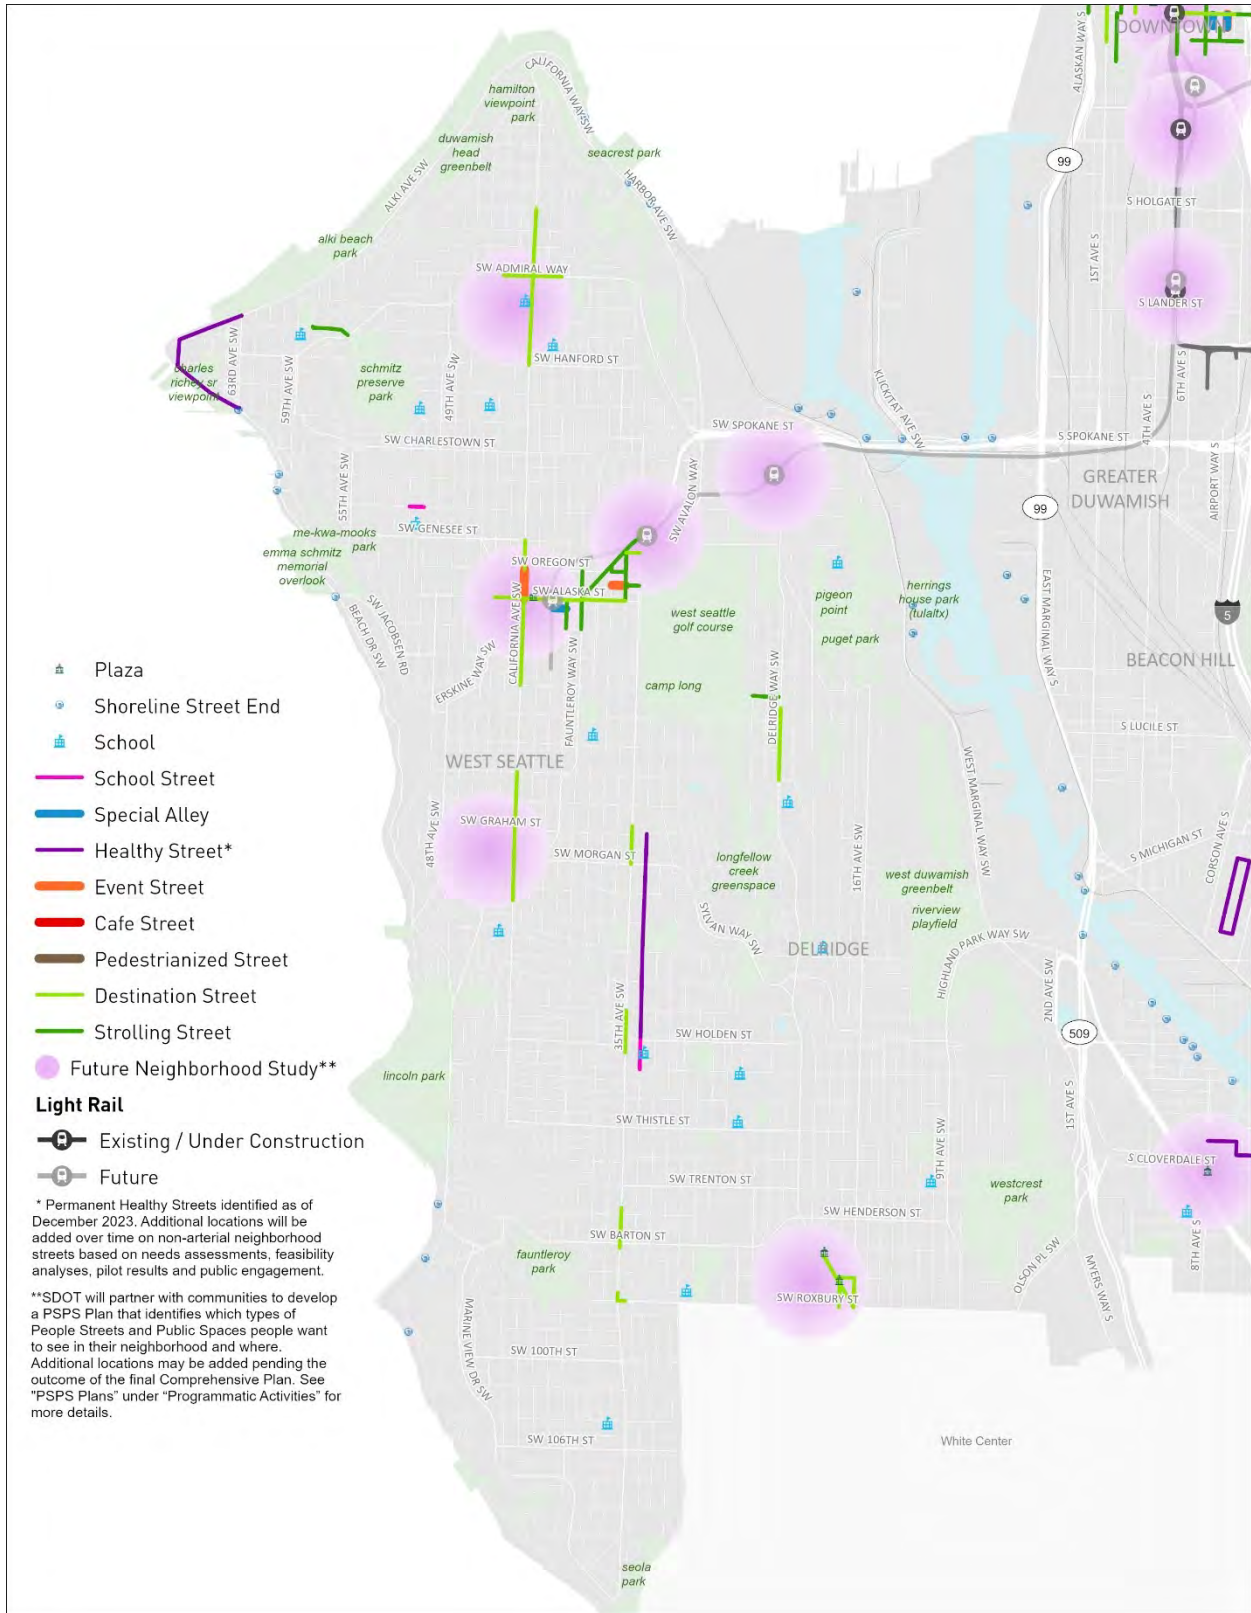 DOWNTOWN
ALASKAN WAY S
CALIFORNIA WAY SW
hamilton
viewpoint
park
duwamish
head
greenbelt
seacrest park
99
ALKI AVE SW
HARBOR AVE SW
S HOLGATE ST
1ST AVE S
alki beach
park
SW ADMIRAL WAY
S LANDER ST
63RD AVE SW
59TH AVE SW
49TH AVE SW
SW HANFORD ST
charles
richey sr
viewpoint
schmitz
preserve
park
KLICKITAT AVE SW
6TH AVE S
4TH AVE S
SW CHARLESTOWN ST
SW SPOKANE ST
S SPOKANE ST
AIRPORT WAY S
55TH AVE SW
SW AVALON WAY
GREATER
DUWAMISH
99
SW GENESEE ST
me-kwa-mooks
park
emma schmitz
memorial
overlook
SW OREGON ST
SW ALASKA ST
CALIFORNIA AVE SW
FAUNTLEROY WAY SW
west seattle
golf course
pigeon
point
puget park
herrings
house park
(tulaltx)
EAST MARGINAL WAY S
5
BEACON HILL
SW JACOBSEN RD
BEACH DR SW
ERSKINE WAY SW
camp long
DELRIDGE WAY SW
S LUCILE ST
WEST SEATTLE
WEST MARGINAL WAY SW
48TH AVE SW
SW GRAHAM ST
SW MORGAN ST
longfellow
creek
greenspace
16TH AVE SW
west duwamish
greenbelt
riverview
playfield
S MICHIGAN ST
CORSON AVE S
SYLVAN WAY SW
DELRIDGE
HIGHLAND PARK WAY SW
2ND AVE SW
35TH AVE SW
SW HOLDEN ST
509
lincoln park
SW THISTLE ST
9TH AVE SW
1ST AVE S
S CLOVERDALE ST
SW TRENTON ST
westcrest
park
SW HENDERSON ST
8TH AVE S
SW BARTON ST
fauntleroy
park
SW ROXBURY ST
OLSON PL SW
MYERS WAY S
MARINE VIEW DR SW
SW 100TH ST
SW 106TH ST
White Center
seola
park
Plaza
Shoreline Street End
School
School Street
Special Alley
Healthy Street*
Event Street
Cafe Street
Pedestrianized Street
Destination Street
Strolling Street
Future Neighborhood Study**
Light Rail
Existing / Under Construction
Future
* Permanent Healthy Streets identified as of
December 2023. Additional locations will be
added over time on non-arterial neighborhood
streets based on needs assessments, feasibility
analyses, pilot results and public engagement.
**SDOT will partner with communities to develop
a PSPS Plan that identifies which types of
People Streets and Public Spaces people want
to see in their neighborhood and where.
Additional locations may be added pending the
outcome of the final Comprehensive Plan. See
"PSPS Plans” under “Programmatic Activities” for
more details.